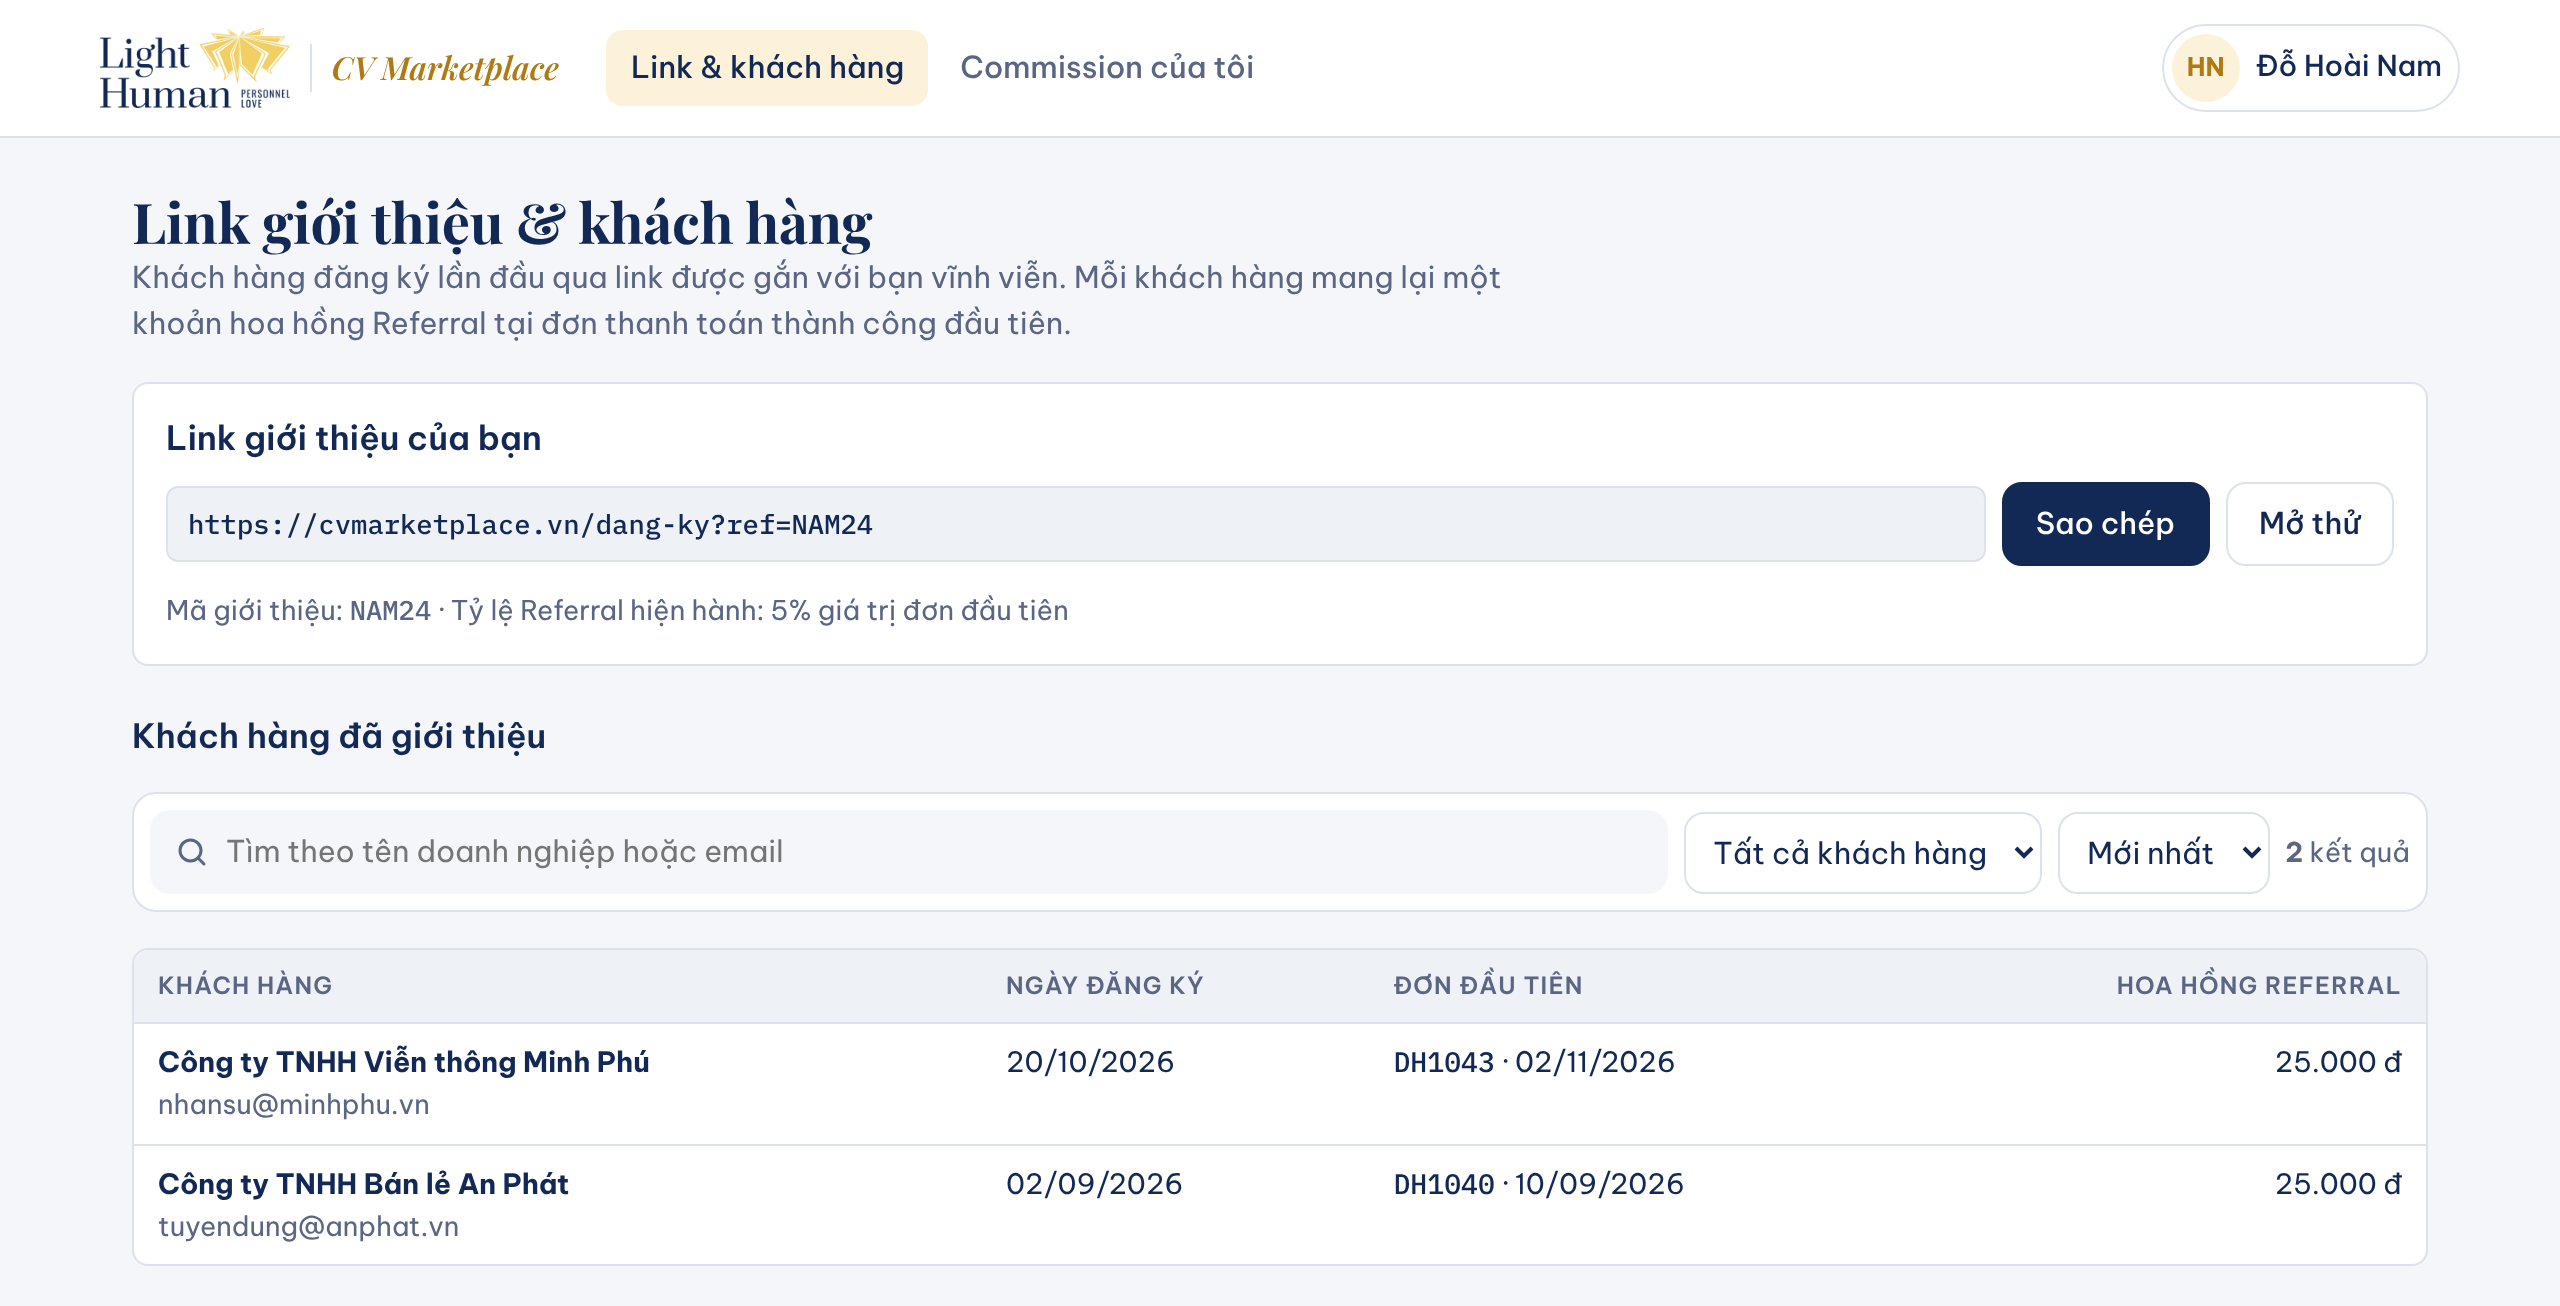 Light
Human PERSONNEL LOVE
CV Marketplace
Link & khách hàng
Commission của tôi
HN
Đỗ Hoài Nam
Link giới thiệu & khách hàng
Khách hàng đăng ký lần đầu qua link được gắn với bạn vĩnh viễn. Mỗi khách hàng mang lại một
khoản hoa hồng Referral tại đơn thanh toán thành công đầu tiên.
Link giới thiệu của bạn
https://cvmarketplace.vn/dang-ky?ref=NAM24
Sao chép
Mở thử
Mã giới thiệu: NAM24 · Tỷ lệ Referral hiện hành: 5% giá trị đơn đầu tiên
Khách hàng đã giới thiệu
Tìm theo tên doanh nghiệp hoặc email
Tất cả khách hàng
Mới nhất
2 kết quả
KHÁCH HÀNG NGÀY ĐĂNG KÝ ĐƠN ĐẦU TIÊN HOA HỒNG REFERRAL
Công ty TNHH Viễn thông Minh Phú 20/10/2026 DH1043 · 02/11/2026 25.000 đ
nhansu@minhphu.vn
Công ty TNHH Bán lẻ An Phát 02/09/2026 DH1040 · 10/09/2026 25.000 đ
tuyendung@anphat.vn